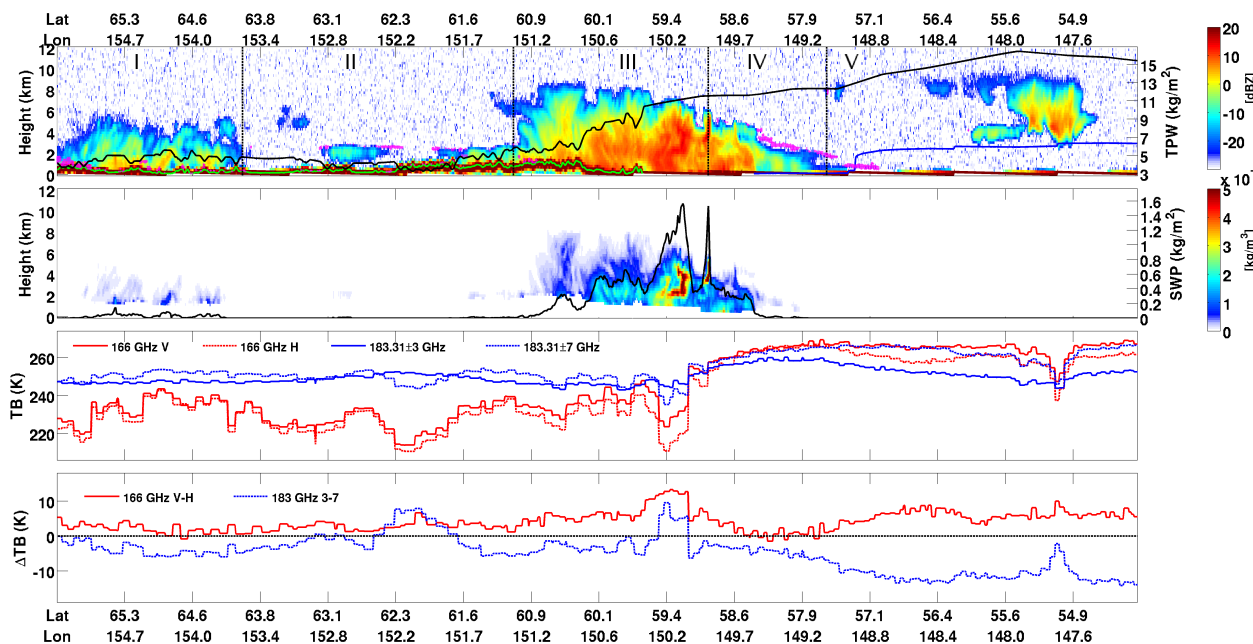 Lat 65.3 64.6 63.8 63.1 62.3 61.6 60.9 60.1 59.4 58.6 57.9 57.1 56.4 55.6 54.9
Lon 154.7 154.0 153.4 152.8 152.2 151.7 151.2 150.6 150.2 149.7 149.2 148.8 148.4 148.0 147.6
I II III IV V
Height (km)
12
10
8
6
4
2
0
TPW (kg/m²)
15
13
11
9
7
5
3
[dBZ]
20
10
0
-10
-20
Height (km)
12
10
8
6
4
2
0
SWP (kg/m²)
1.6
1.4
1.2
1
0.8
0.6
0.4
0.2
0
x 10
[kg/m³]
5
4
3
2
1
0
TB (K)
260
240
220
166 GHz V 166 GHz H 183.31±3 GHz 183.31±7 GHz
ΔTB (K)
10
0
-10
166 GHz V-H 183 GHz 3-7
Lat 65.3 64.6 63.8 63.1 62.3 61.6 60.9 60.1 59.4 58.6 57.9 57.1 56.4 55.6 54.9
Lon 154.7 154.0 153.4 152.8 152.2 151.7 151.2 150.6 150.2 149.7 149.2 148.8 148.4 148.0 147.6